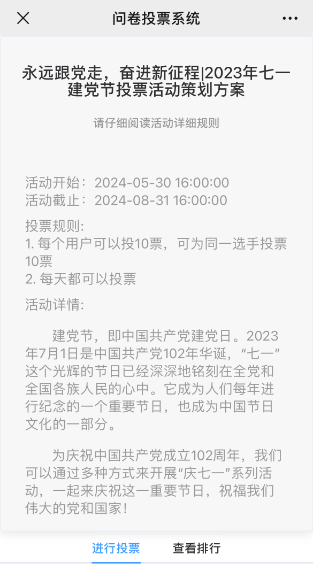 问卷投票系统
永远跟党走，奋进新征程|2023年七一
建党节投票活动策划方案
请仔细阅读活动详细规则
活动开始：2024-05-30 16:00:00
活动截止：2024-08-31 16:00:00
投票规则:
1. 每个用户可以投10票，可为同一选手投票
10票
2. 每天都可以投票
活动详情:
建党节，即中国共产党建党日。2023
年7月1日是中国共产党102年华诞，“七一”
这个光辉的节日已经深深地铭刻在全党和
全国各族人民的心中。它成为人们每年进
行纪念的一个重要节日，也成为中国节日
文化的一部分。
为庆祝中国共产党成立102周年，我们
可以通过多种方式来开展“庆七一”系列活
动，一起来庆祝这一重要节日，祝福我们
伟大的党和国家！
进行投票 查看排行